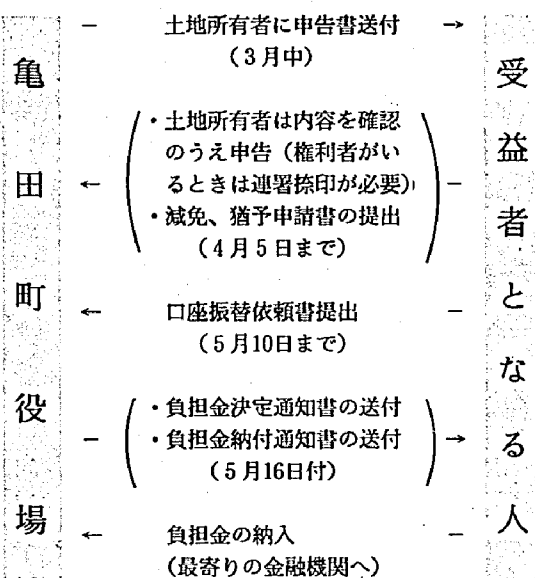 亀田町役場
受益者となる人
－ 土地所有者に申告書送付 →
（３月中）
・土地所有者は内容を確認
のうえ申告（権利者がい
← るときは連署捺印が必要） －
・減免、猶予申請書の提出
（４月５日まで）
← 口座振替依頼書提出 －
（５月10日まで）
・負担金決定通知書の送付
－ ・負担金納付通知書の送付 →
（５月16日付）
← 負担金の納入 －
（最寄りの金融機関へ）